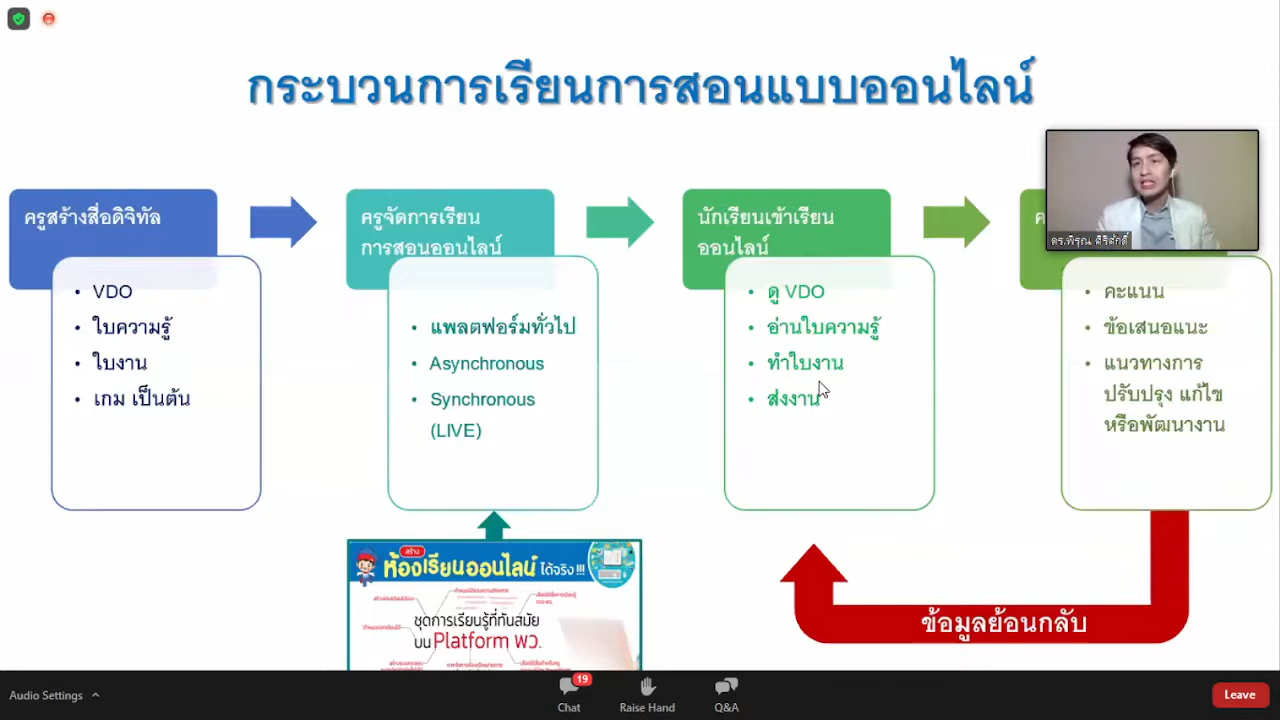 กระบวนการเรียนการสอนแบบออนไลน์
ครูสร้างสื่อดิจิทัล
• VDO
• ใบความรู้
• ใบงาน
• เกม เป็นต้น
ครูจัดการเรียน
การสอนออนไลน์
• แพลตฟอร์มทั่วไป
• Asynchronous
• Synchronous
(LIVE)
นักเรียนเข้าเรียน
ออนไลน์
• ดู VDO
• อ่านใบความรู้
• ทำใบงาน
• ส่งงาน
ดร.พิรุณ ศิริศักดิ์
• คะแนน
• ข้อเสนอแนะ
• แนวทางการ
ปรับปรุง แก้ไข
หรือพัฒนางาน
สร้าง
ห้องเรียนออนไลน์ ได้จริง !!!
ชุดการเรียนรู้ที่ทันสมัย
บน Platform พว.
ข้อมูลย้อนกลับ
Audio Settings
19
Chat
Raise Hand
Q&A
Leave